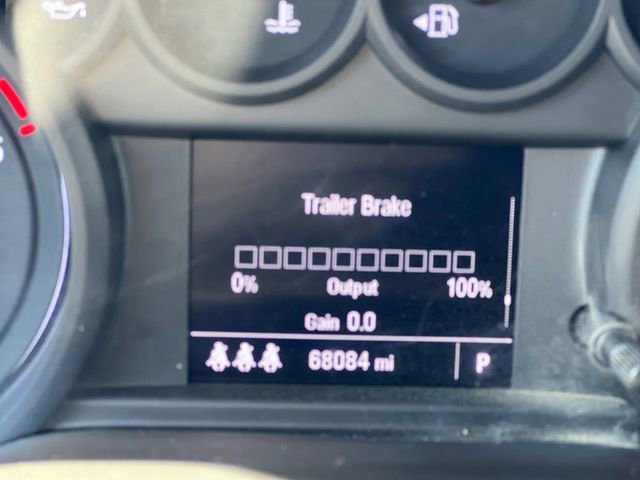 Trailer Brake
0% Output 100%
Gain 0.0
68084 mi P